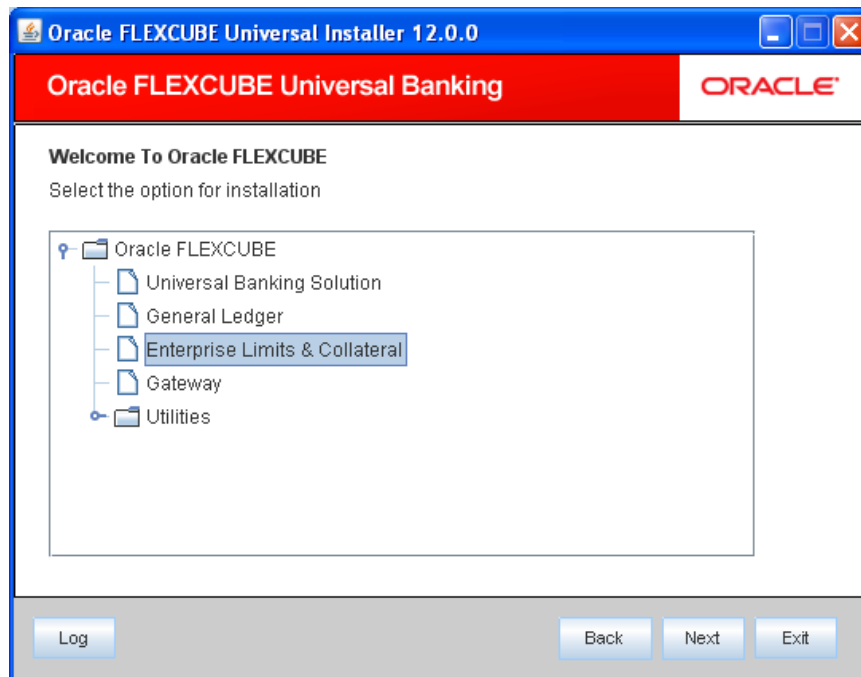 Oracle FLEXCUBE Universal Installer 12.0.0
Oracle FLEXCUBE Universal Banking
ORACLE
Welcome To Oracle FLEXCUBE
Select the option for installation
Oracle FLEXCUBE
Universal Banking Solution
General Ledger
Enterprise Limits & Collateral
Gateway
Utilities
Log
Back
Next
Exit